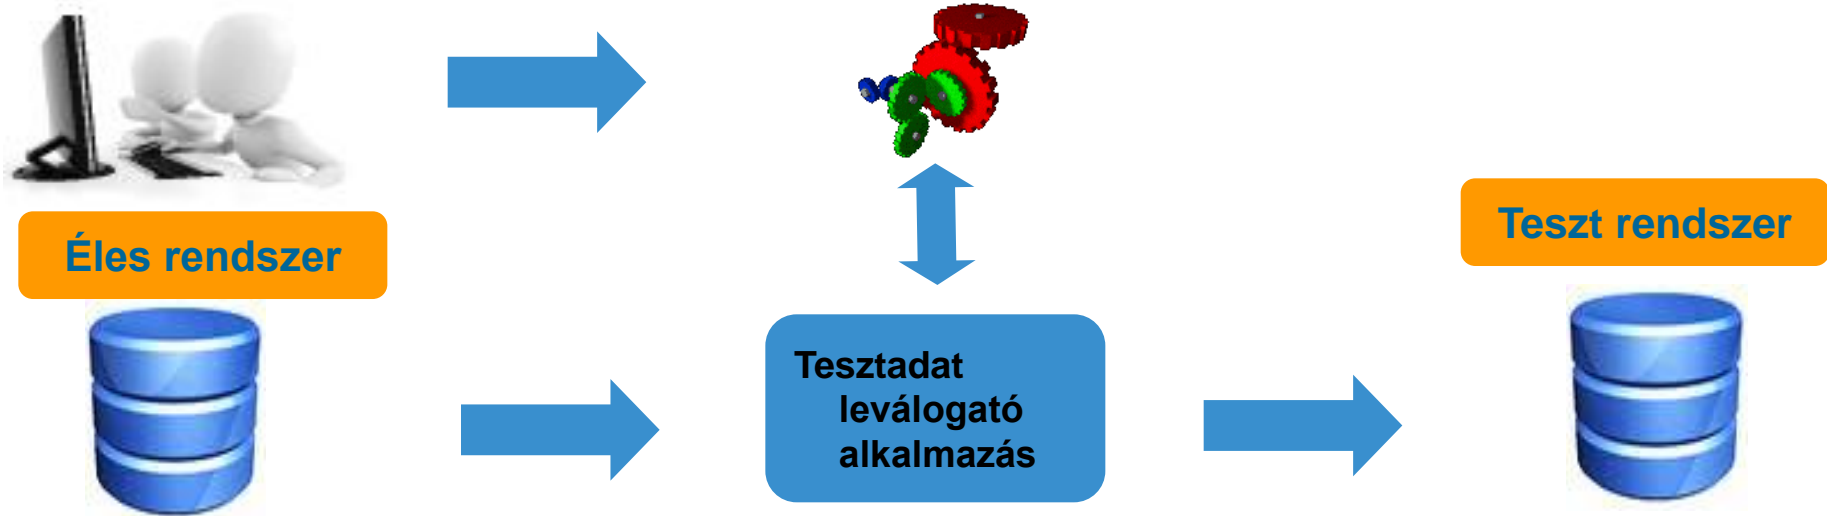 Éles rendszer
Teszt rendszer
Tesztadat
leválogató
alkalmazás